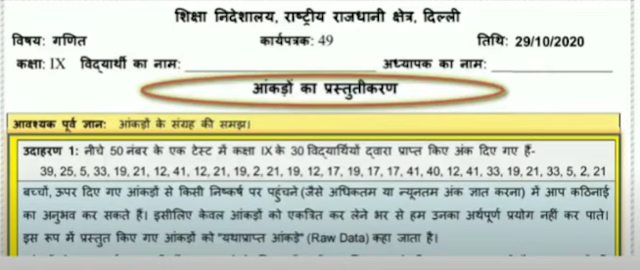 शिक्षा निदेशालय, राष्ट्रीय राजधानी क्षेत्र, दिल्ली
विषय: गणित कार्यपत्रक: 49 तिथि: 29/10/2020
कक्षा: IX विद्यार्थी का नाम: अध्यापक का नाम:
आंकड़ों का प्रस्तुतीकरण
आवश्यक पूर्व ज्ञान: आंकड़ों के संग्रह की समझ।
उदाहरण 1: नीचे 50 नंबर के एक टेस्ट में कक्षा IX के 30 विद्यार्थियों द्वारा प्राप्त किए अंक दिए गए हैं-
39, 25, 5, 33, 19, 21, 12, 41, 12, 21, 19, 2, 21, 19, 12, 17, 19, 17, 17, 41, 40, 12, 41, 33, 19, 21, 33, 5, 2, 21
बच्चों, ऊपर दिए गए आंकड़ों से किसी निष्कर्ष पर पहुंचने (जैसे अधिकतम या न्यूनतम अंक ज्ञात करना) में आप कठिनाई
का अनुभव कर सकते हैं। इसीलिए केवल आंकड़ों को एकत्रित कर लेने भर से हम उनका अर्थपूर्ण प्रयोग नहीं कर पाते।
इस रूप में प्रस्तुत किए गए आंकड़ों को "यथाप्राप्त आंकड़े" (Raw Data) कहा जाता है।